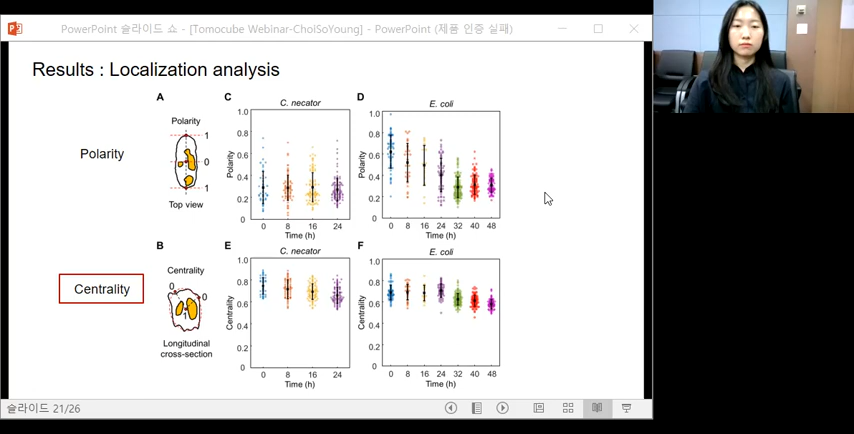 PowerPoint 슬라이드 쇼 - [Tomocube Webinar-ChoiSoYoung] - PowerPoint (제품 인증 실패)
Results : Localization analysis
Polarity
A
Polarity
1
0
1
Top view
C
C. necator
Polarity
1.0
0.8
0.6
0.4
0.2
0
0 8 16 24
Time (h)
D
E. coli
Polarity
1.0
0.8
0.6
0.4
0.2
0
0 8 16 24 32 40 48
Time (h)
Centrality
B
Centrality
0
0
1
Longitudinal
cross-section
E
C. necator
Centrality
1.0
0.8
0.6
0.4
0.2
0
0 8 16 24
Time (h)
F
E. coli
Centrality
1.0
0.8
0.6
0.4
0.2
0
0 8 16 24 32 40 48
Time (h)
슬라이드 21/26